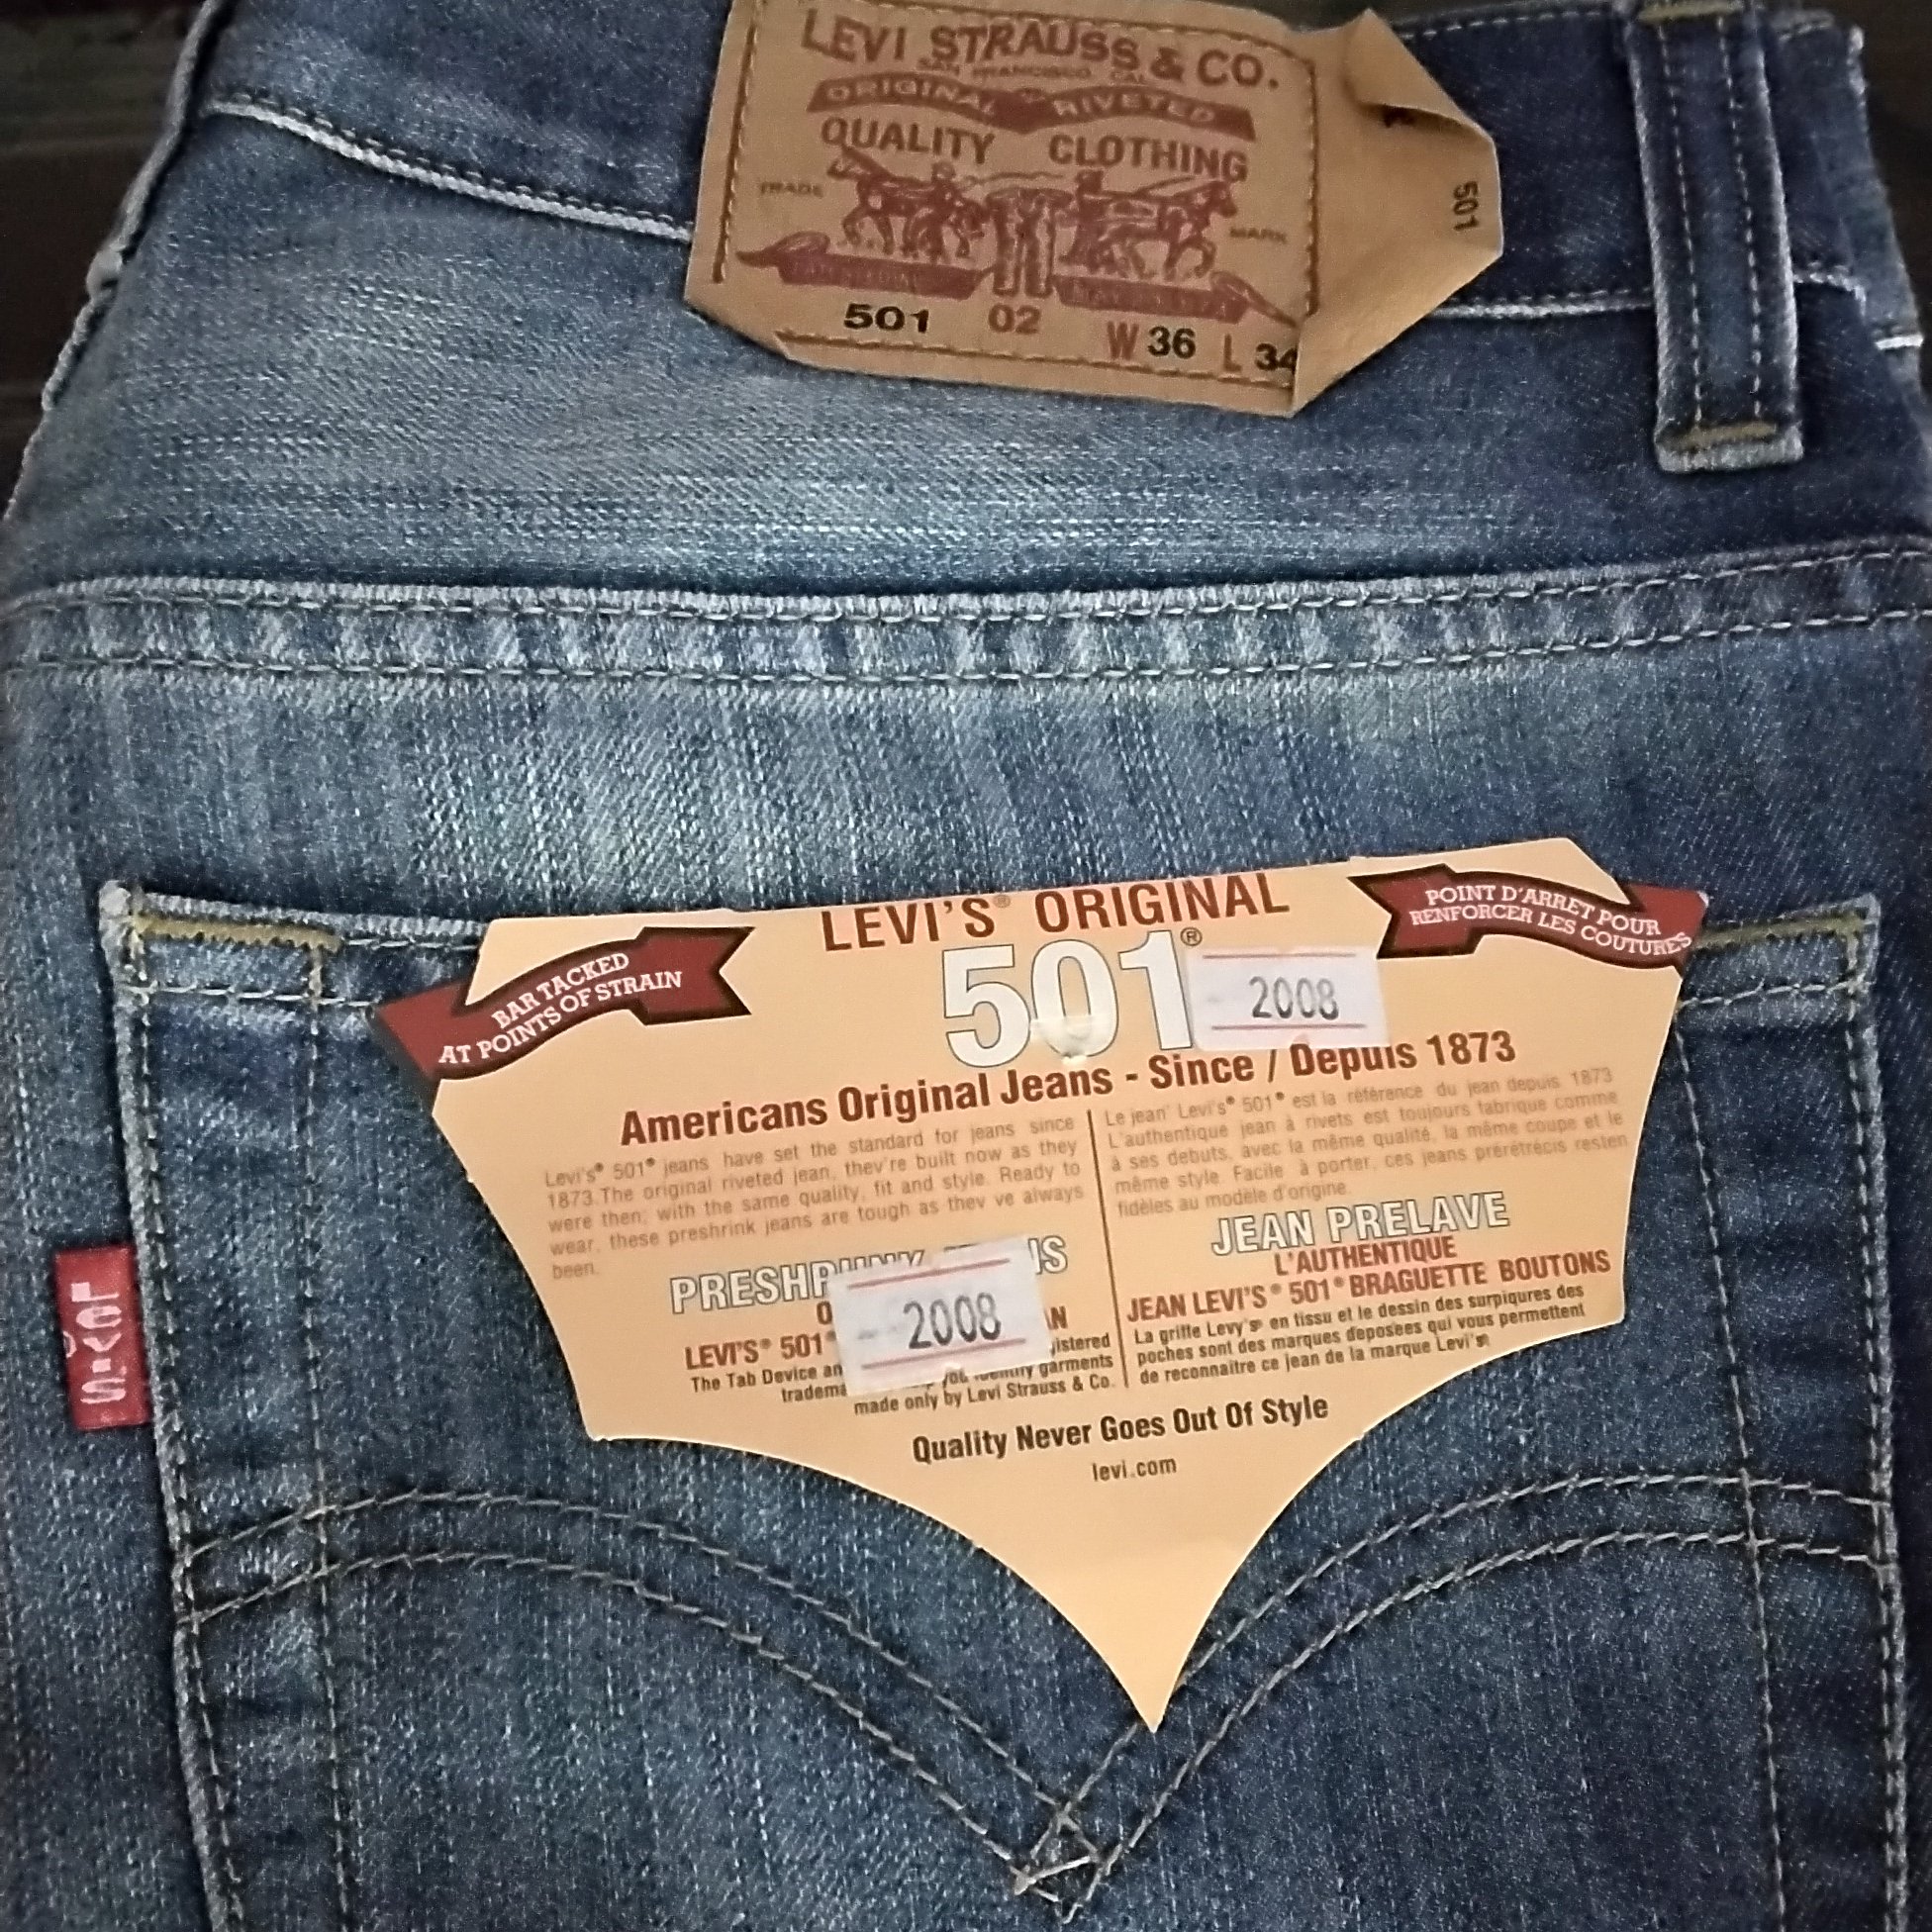 LEVI STRAUSS & CO.
SAN FRANCISCO, CAL
ORIGINAL RIVETED
QUALITY CLOTHING
TRADE MARK
501 02 W 36 L 34
501
LEVI'S® ORIGINAL
501®
2008
BAR TACKED
AT POINTS OF STRAIN
POINT D'ARRET POUR
RENFORCER LES COUTURES
Americans Original Jeans - Since / Depuis 1873
Levi's® 501® jeans have set the standard for jeans since
1873.The original riveted jean, they're built now as they
were then; with the same quality, fit and style. Ready to
wear, these preshrink jeans are tough as thev ve always
been.
PRESHRUNK
LEVI'S® 501®
2008
The Tab Device
garments
made only by Levi Strauss & Co.
Le jean' Levi's® 501® est la référence du jean depuis 1873
L'authentique jean à rivets est toujours fabrique comme
à ses debuts, avec la même qualité, la même coupe et le
même style. Facile à porter, ces jeans prérétrécis resten
fidèles au modèle d'origine.
JEAN PRELAVE
L'AUTHENTIQUE
JEAN LEVI'S® 501® BRAGUETTE BOUTONS
La griffe Levy's® en tissu et le dessin des surpiqures des
poches sont des marques deposees qui vous permettent
de reconnaitre ce jean de la marque Levi's®
Quality Never Goes Out Of Style
levi.com
LEVI'S